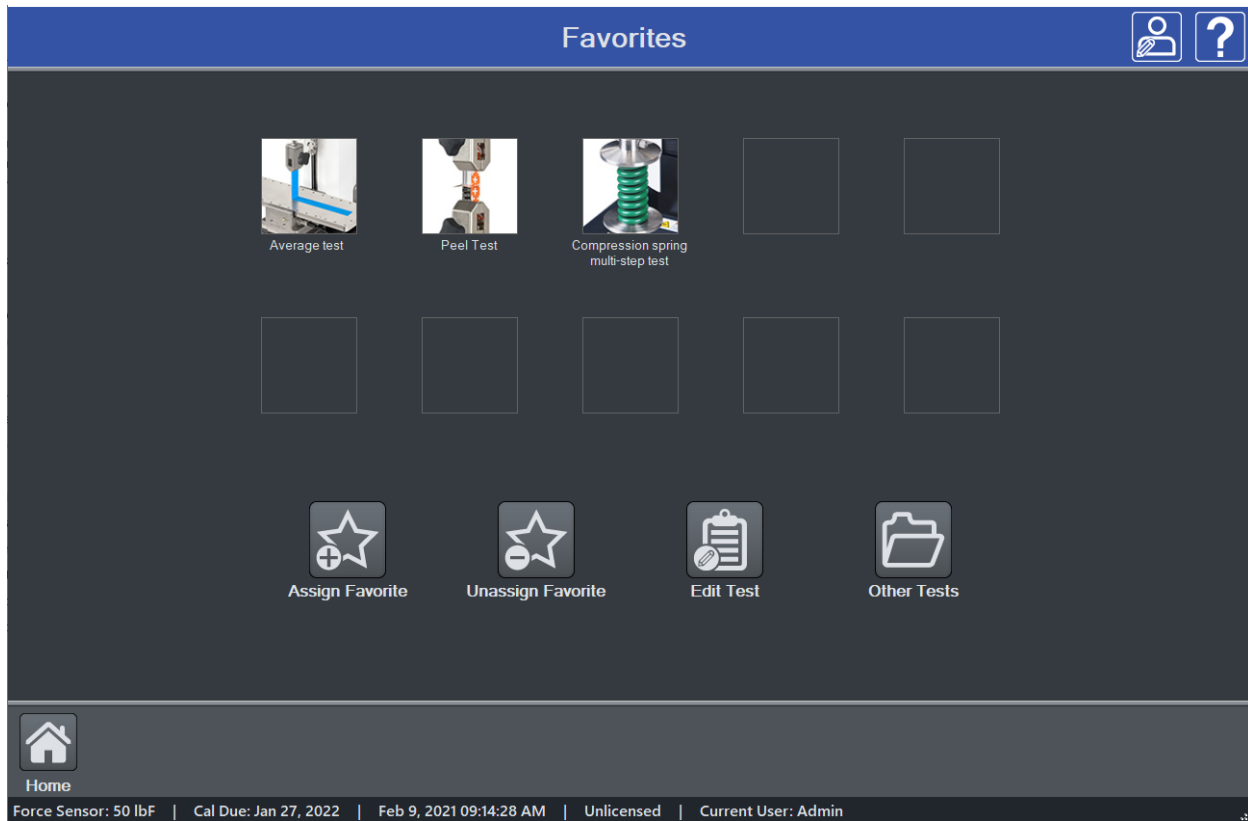 Favorites
?
Average test
Peel Test
Compression spring
multi-step test
Assign Favorite
Unassign Favorite
Edit Test
Other Tests
Home
Force Sensor: 50 lbF | Cal Due: Jan 27, 2022 | Feb 9, 2021 09:14:28 AM | Unlicensed | Current User: Admin